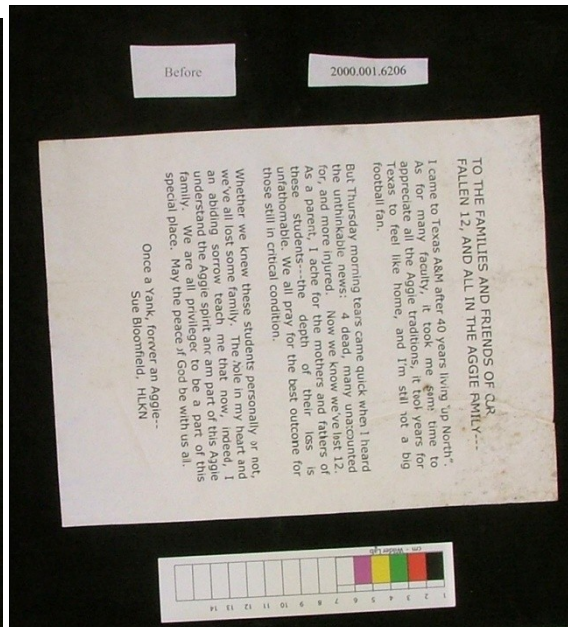 Before
2000.001.6206
TO THE FAMILIES AND FRIENDS OF OUR
FALLEN 12, AND ALL IN THE AGGIE FAMILY---
I came to Texas A&M after 40 years living "up North".
As for many faculty, it took me some time to
appreciate all the Aggie traditions, it took years for
Texas to feel like home, and I'm still not a big
football fan.
But Thursday morning tears came quick when I heard
the unthinkable news: 4 dead, many unaccounted
for, and more injured. Now we know we've lost 12.
As a parent, I ache for the mothers and fathers of
these students---the depth of their loss is
unfathomable. We all pray for the best outcome for
those still in critical condition.
Whether we knew these students personally or not,
we've all lost some family. The hole in my heart and
an abiding sorrow teach me that now, indeed, I
understand the Aggie spirit and am part of this Aggie
family. We are all privileged to be a part of this
special place. May the peace of God be with us all.
Once a Yank, forever an Aggie--
Sue Bloomfield, HLKN
cm
1 2 3 4 5 6 7 8 9 10 11 12 13 14